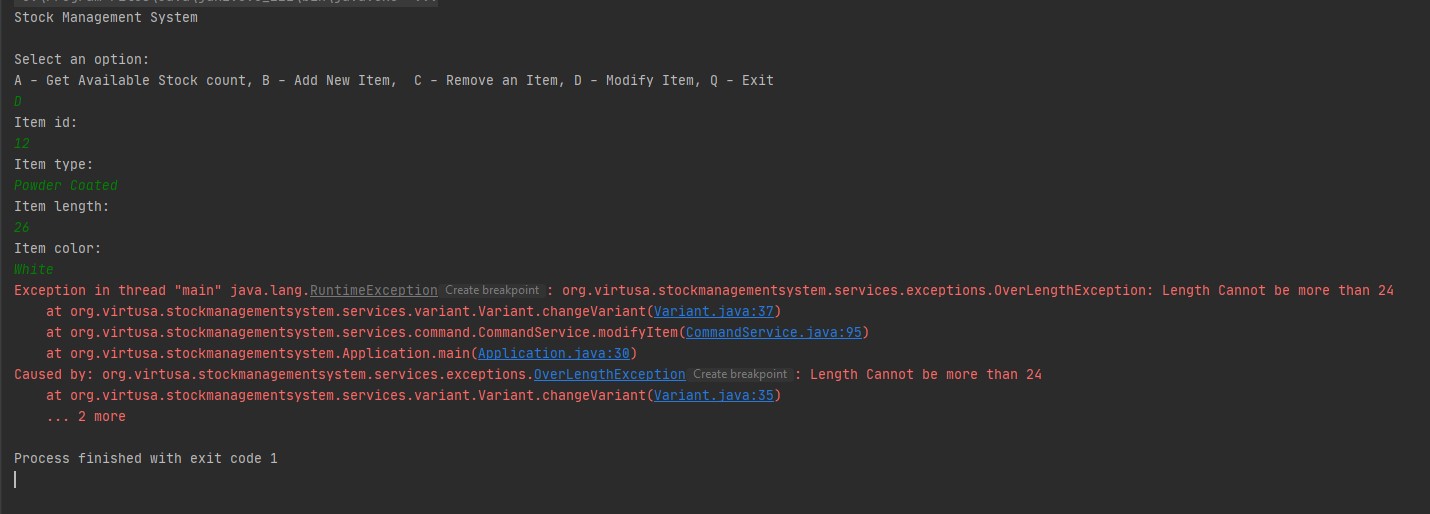 Stock Management System
Select an option:
A - Get Available Stock count, B - Add New Item,  C - Remove an Item, D - Modify Item, Q - Exit
D
Item id:
12
Item type:
Powder Coated
Item length:
26
Item color:
White
Exception in thread "main" java.lang.RuntimeException Create breakpoint : org.virtusa.stockmanagementsystem.services.exceptions.OverLengthException: Length Cannot be more than 24
at org.virtusa.stockmanagementsystem.services.variant.Variant.changeVariant(Variant.java:37)
at org.virtusa.stockmanagementsystem.services.command.CommandService.modifyItem(CommandService.java:95)
at org.virtusa.stockmanagementsystem.Application.main(Application.java:30)
Caused by: org.virtusa.stockmanagementsystem.services.exceptions.OverLengthException Create breakpoint : Length Cannot be more than 24
at org.virtusa.stockmanagementsystem.services.variant.Variant.changeVariant(Variant.java:35)
... 2 more
Process finished with exit code 1